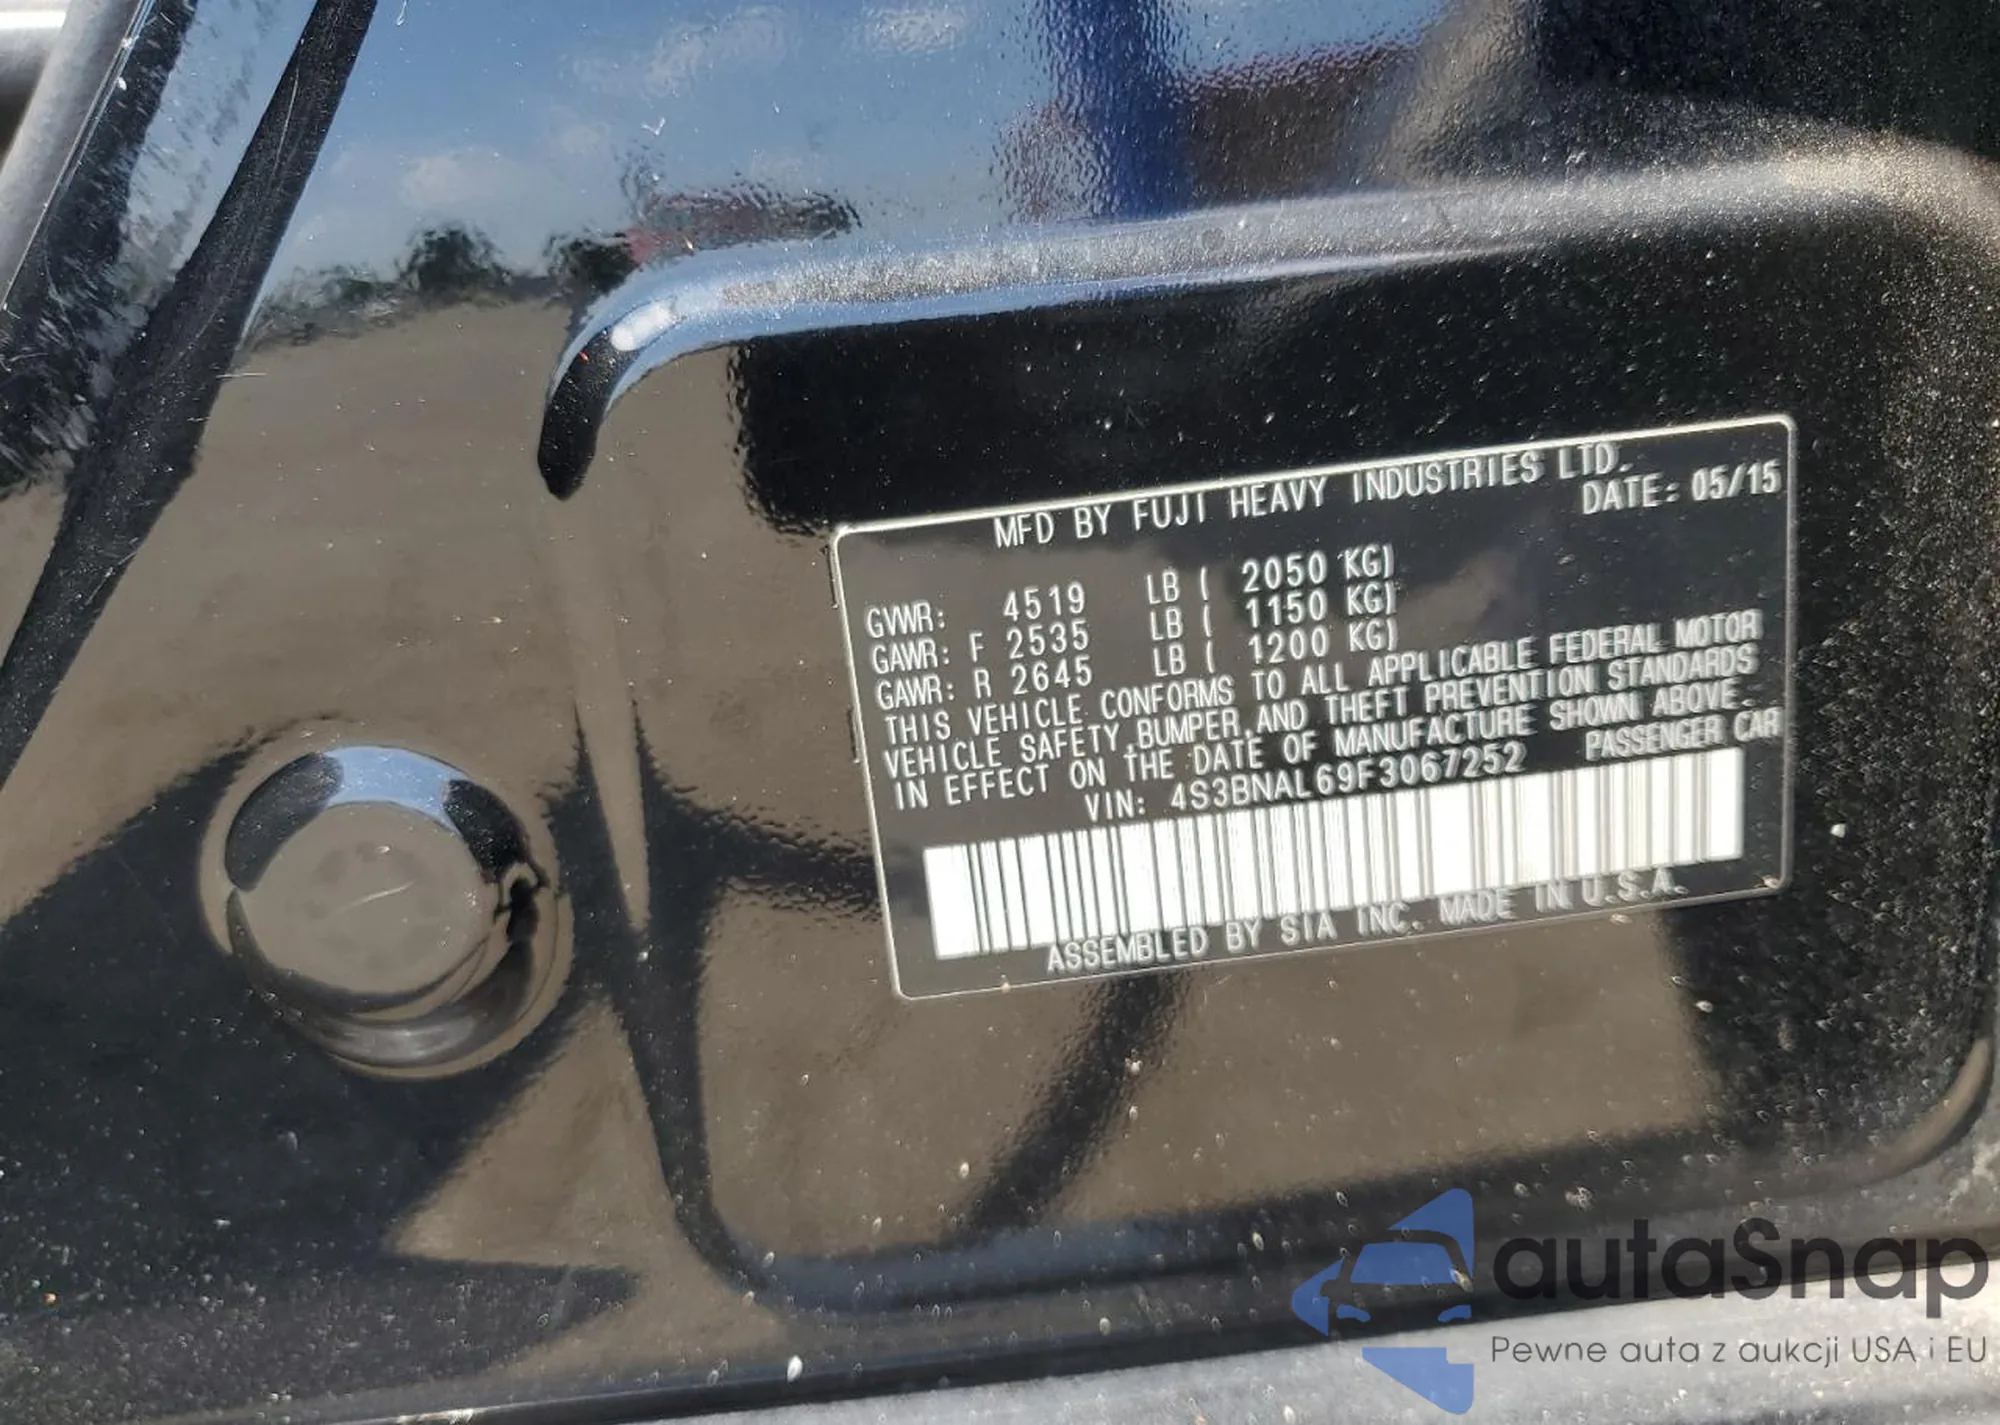 MFD BY FUJI HEAVY INDUSTRIES LTD.
DATE: 05/15
GVWR: 4519 LB ( 2050 KG)
GAWR: F 2535 LB ( 1150 KG)
GAWR: R 2645 LB ( 1200 KG)
THIS VEHICLE CONFORMS TO ALL APPLICABLE FEDERAL MOTOR
VEHICLE SAFETY,BUMPER,AND THEFT PREVENTION STANDARDS
IN EFFECT ON THE DATE OF MANUFACTURE SHOWN ABOVE.
VIN: 4S3BNAL69F3067252 PASSENGER CAR
ASSEMBLED BY SIA INC. MADE IN U.S.A.
autaSnap
Pewne auta z aukcji USA i EU